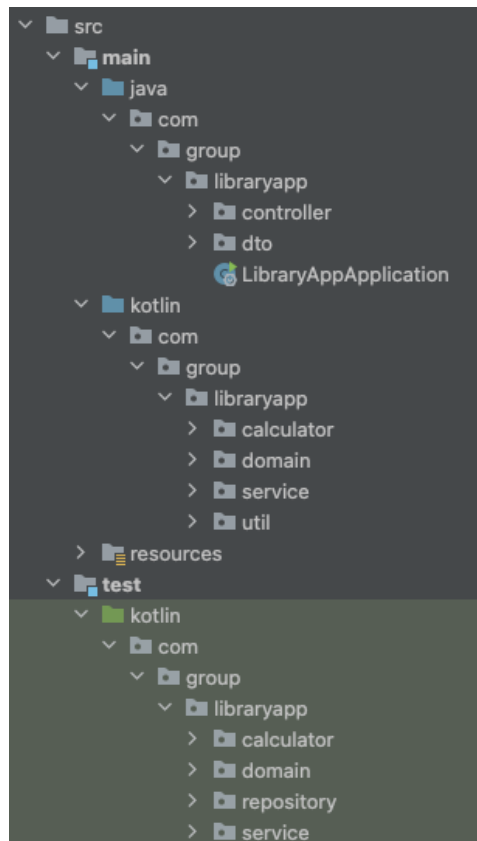 src
main
java
com
group
libraryapp
controller
dto
LibraryAppApplication
kotlin
com
group
libraryapp
calculator
domain
service
util
resources
test
kotlin
com
group
libraryapp
calculator
domain
repository
service